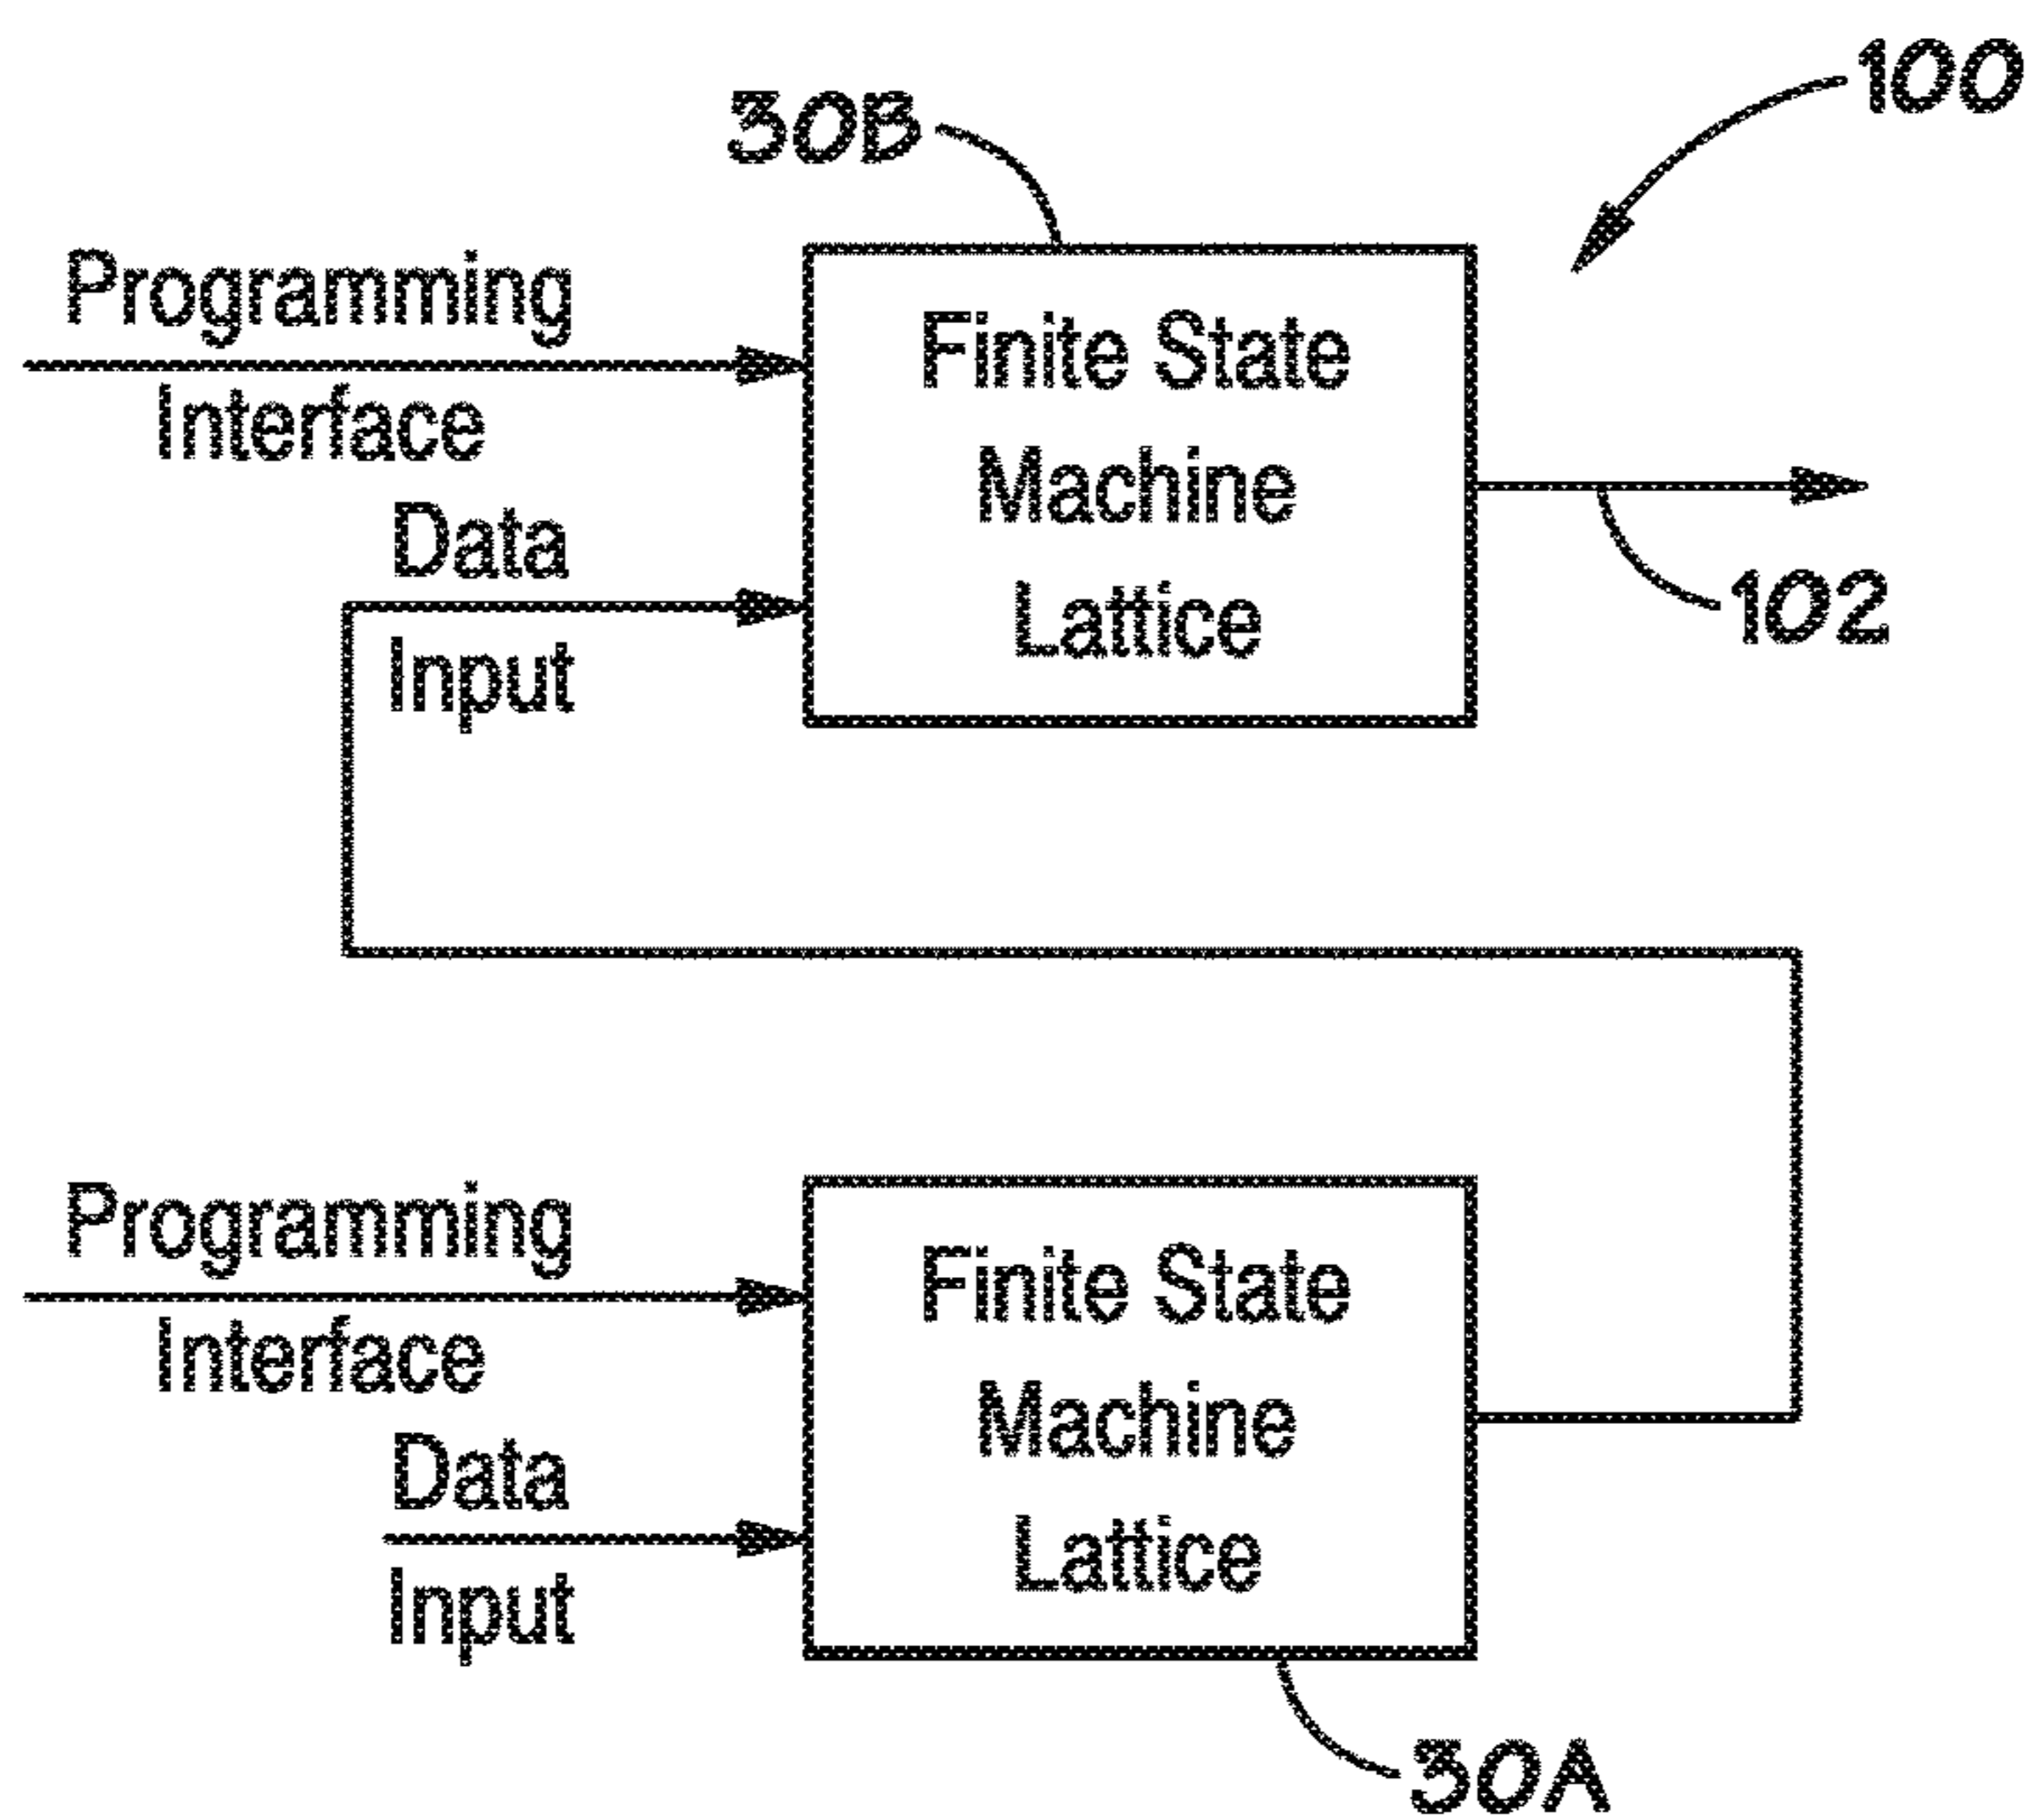 100
30B
Programming
Interface
Data
Input
Finite State
Machine
Lattice
102
Programming
Interface
Data
Input
Finite State
Machine
Lattice
30A